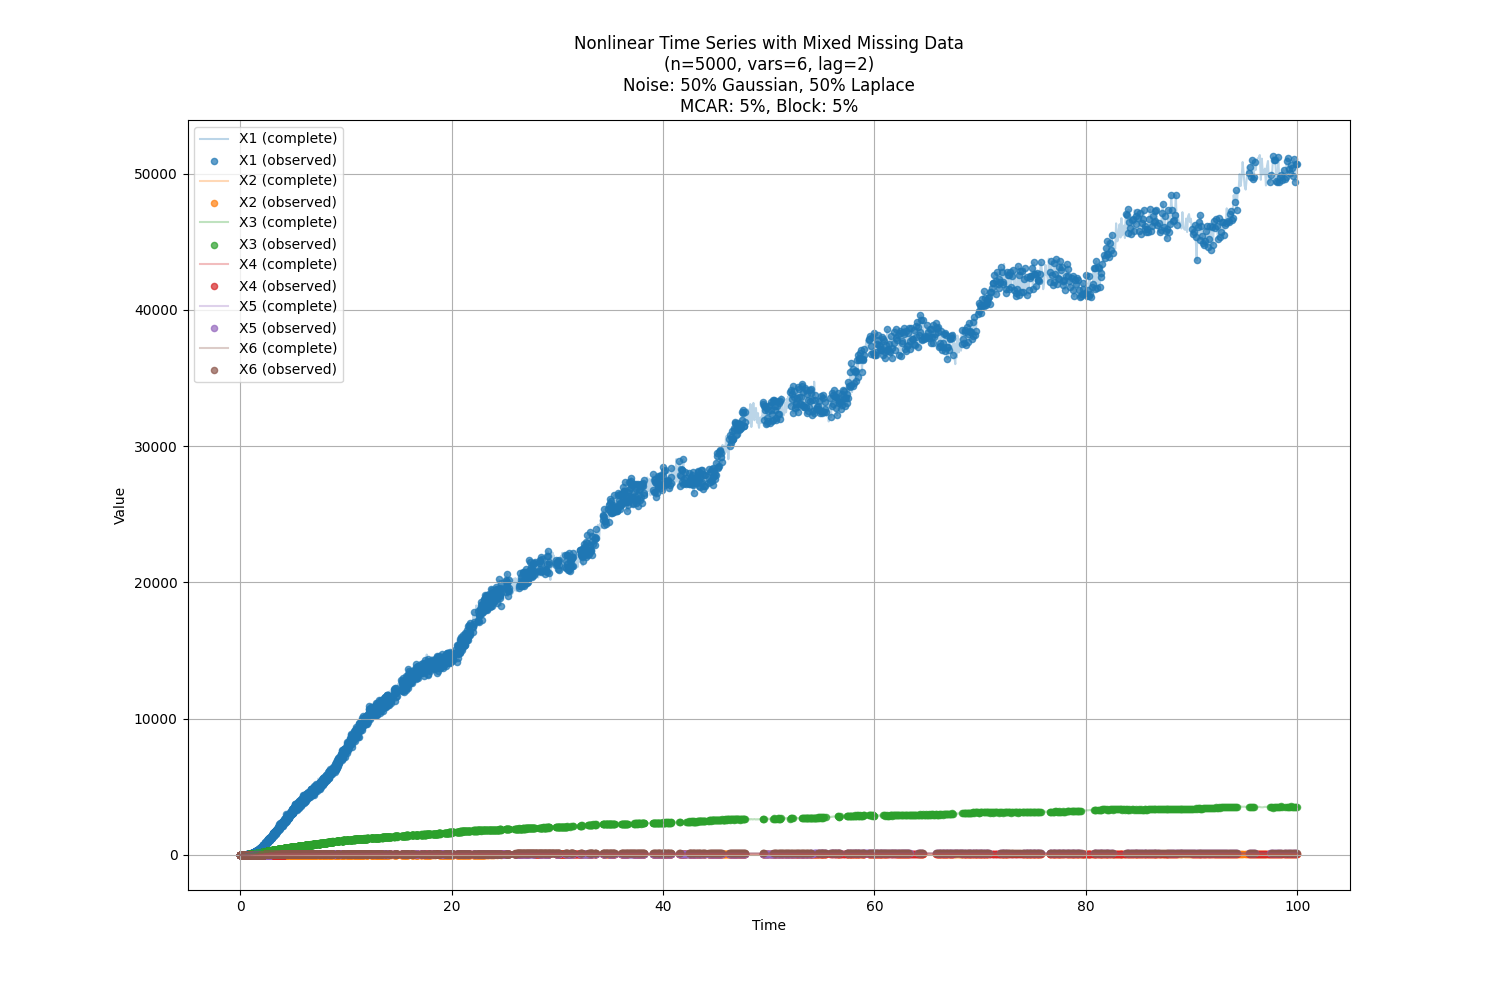 Nonlinear Time Series with Mixed Missing Data
(n=5000, vars=6, lag=2)
Noise: 50% Gaussian, 50% Laplace
MCAR: 5%, Block: 5%
X1 (complete)
X1 (observed)
X2 (complete)
X2 (observed)
X3 (complete)
X3 (observed)
X4 (complete)
X4 (observed)
X5 (complete)
X5 (observed)
X6 (complete)
X6 (observed)
50000
40000
30000
20000
10000
0
Value
0 20 40 60 80 100
Time